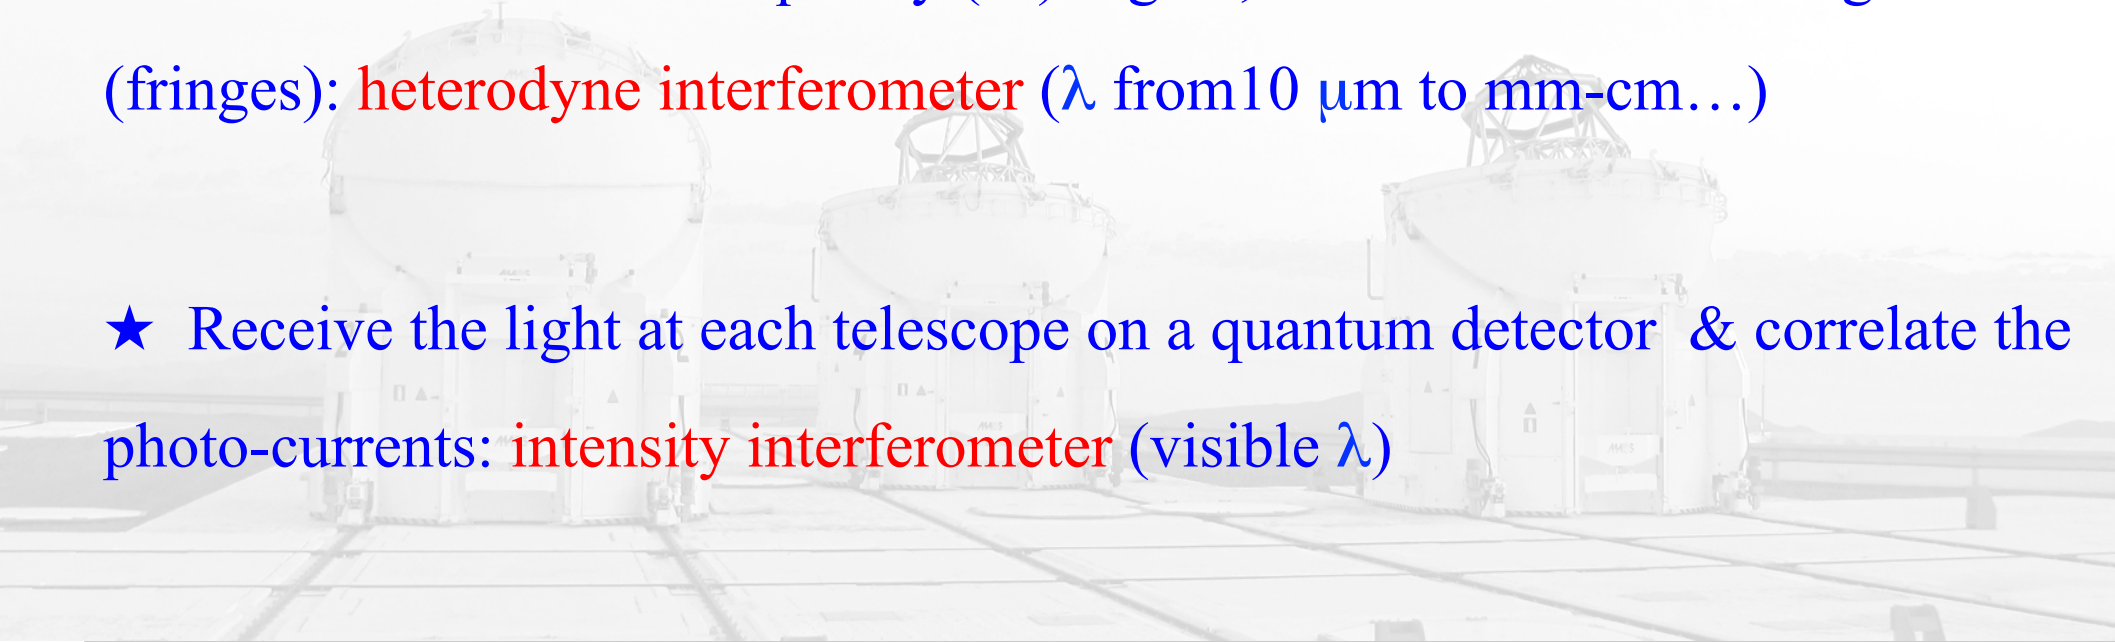 (fringes): heterodyne interferometer (λ from10 μm to mm-cm…)
★ Receive the light at each telescope on a quantum detector & correlate the
photo-currents: intensity interferometer (visible λ)